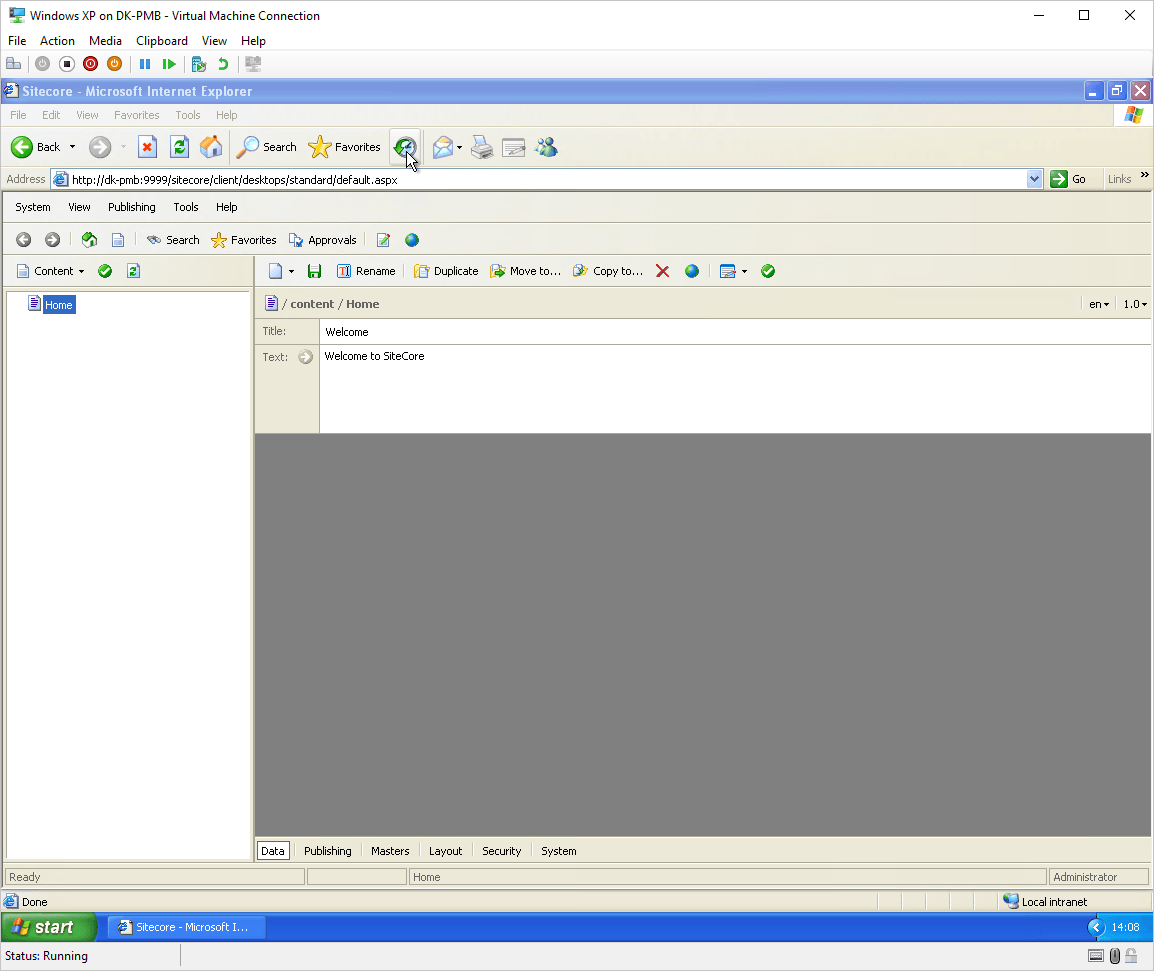 Windows XP on DK-PMB - Virtual Machine Connection
File Action Media Clipboard View Help
Sitecore - Microsoft Internet Explorer
File Edit View Favorites Tools Help
Back Search Favorites
Address http://dk-pmb:9999/sitecore/client/desktops/standard/default.aspx Go Links »
System View Publishing Tools Help
Search Favorites Approvals
Content Rename Duplicate Move to... Copy to...
Home
/ content / Home en 1.0
Title: Welcome
Text: Welcome to SiteCore
Data Publishing Masters Layout Security System
Ready Home Administrator
Done Local intranet
start Sitecore - Microsoft I... 14:08
Status: Running